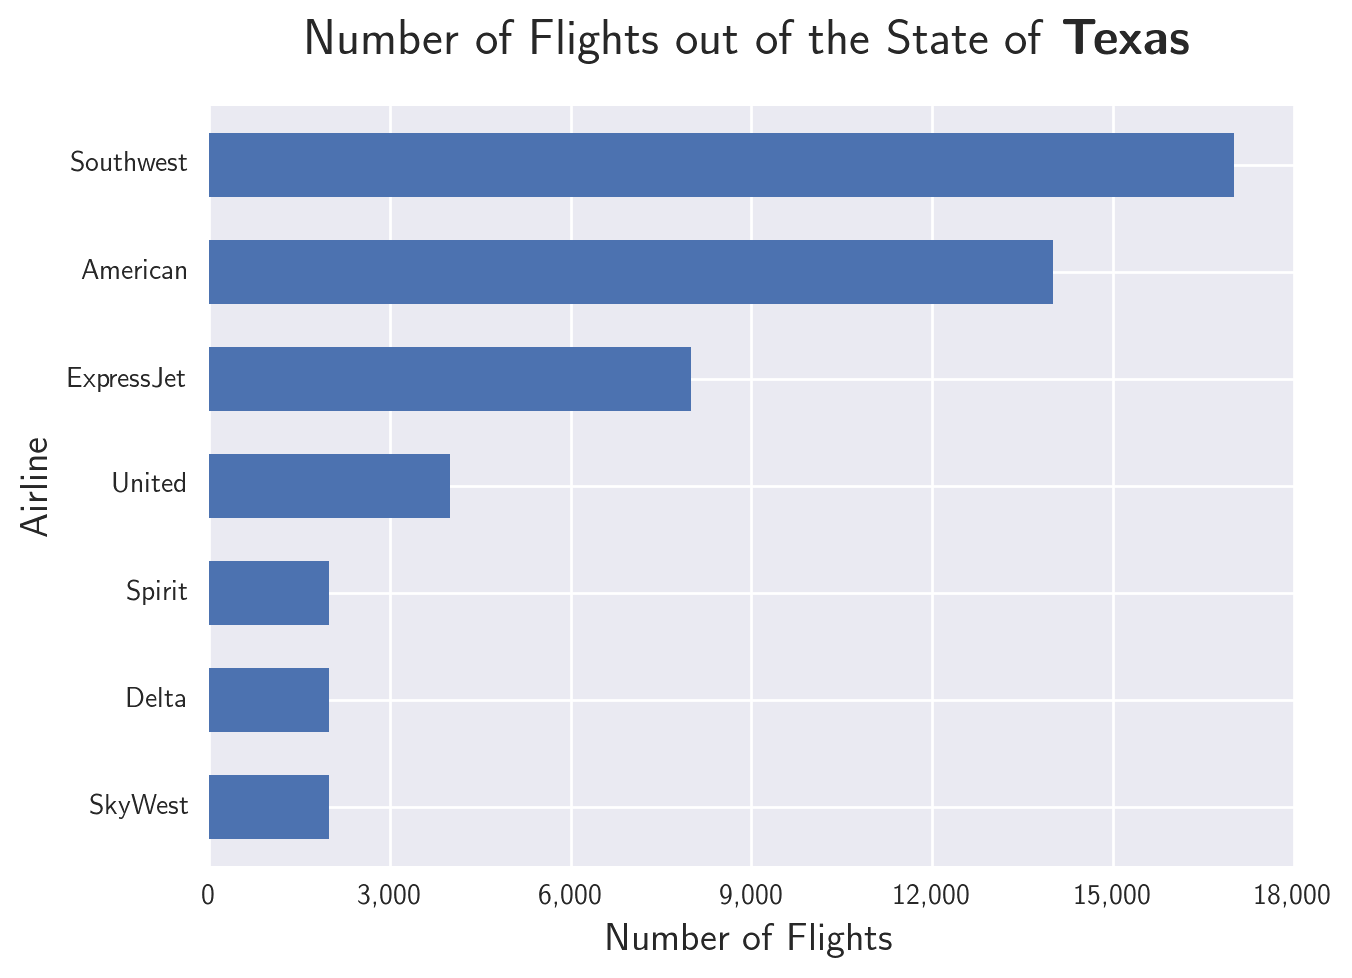 Number of Flights out of the State of Texas
Southwest
American
ExpressJet
United
Spirit
Delta
SkyWest
Airline
0 3,000 6,000 9,000 12,000 15,000 18,000
Number of Flights